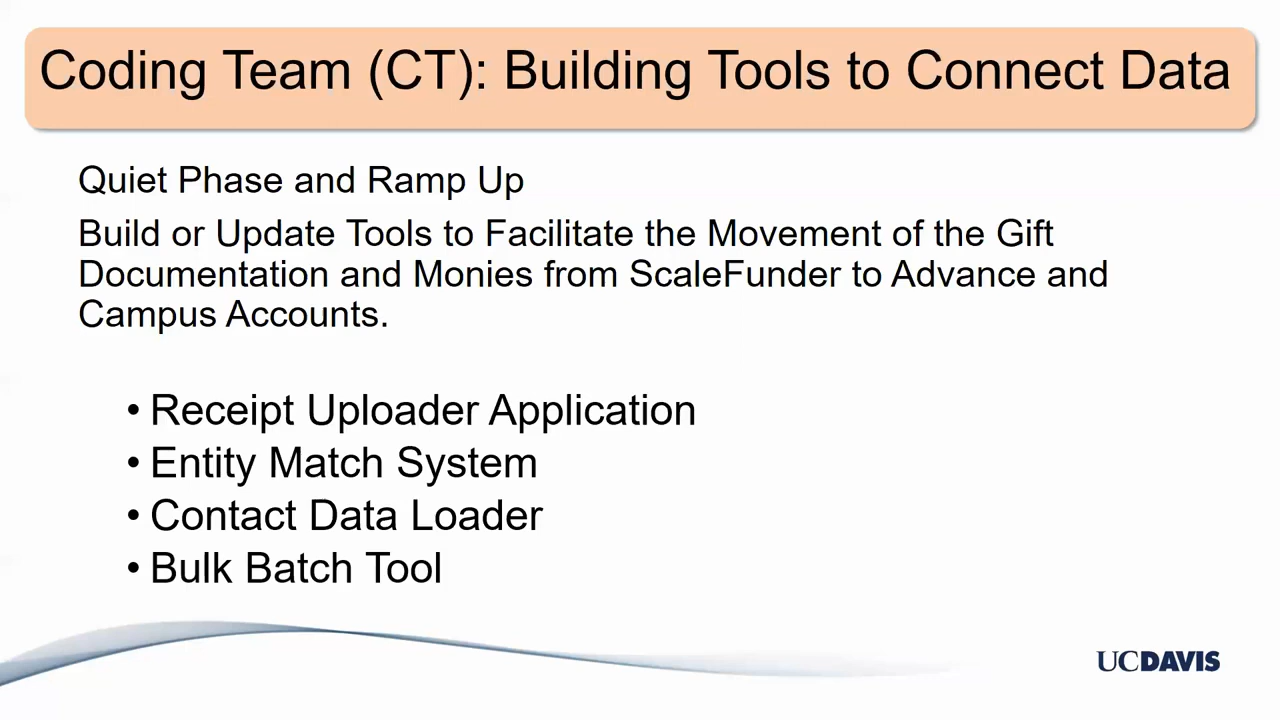 Coding Team (CT): Building Tools to Connect Data
Quiet Phase and Ramp Up
Build or Update Tools to Facilitate the Movement of the Gift
Documentation and Monies from ScaleFunder to Advance and
Campus Accounts.
• Receipt Uploader Application
• Entity Match System
• Contact Data Loader
• Bulk Batch Tool
UCDAVIS